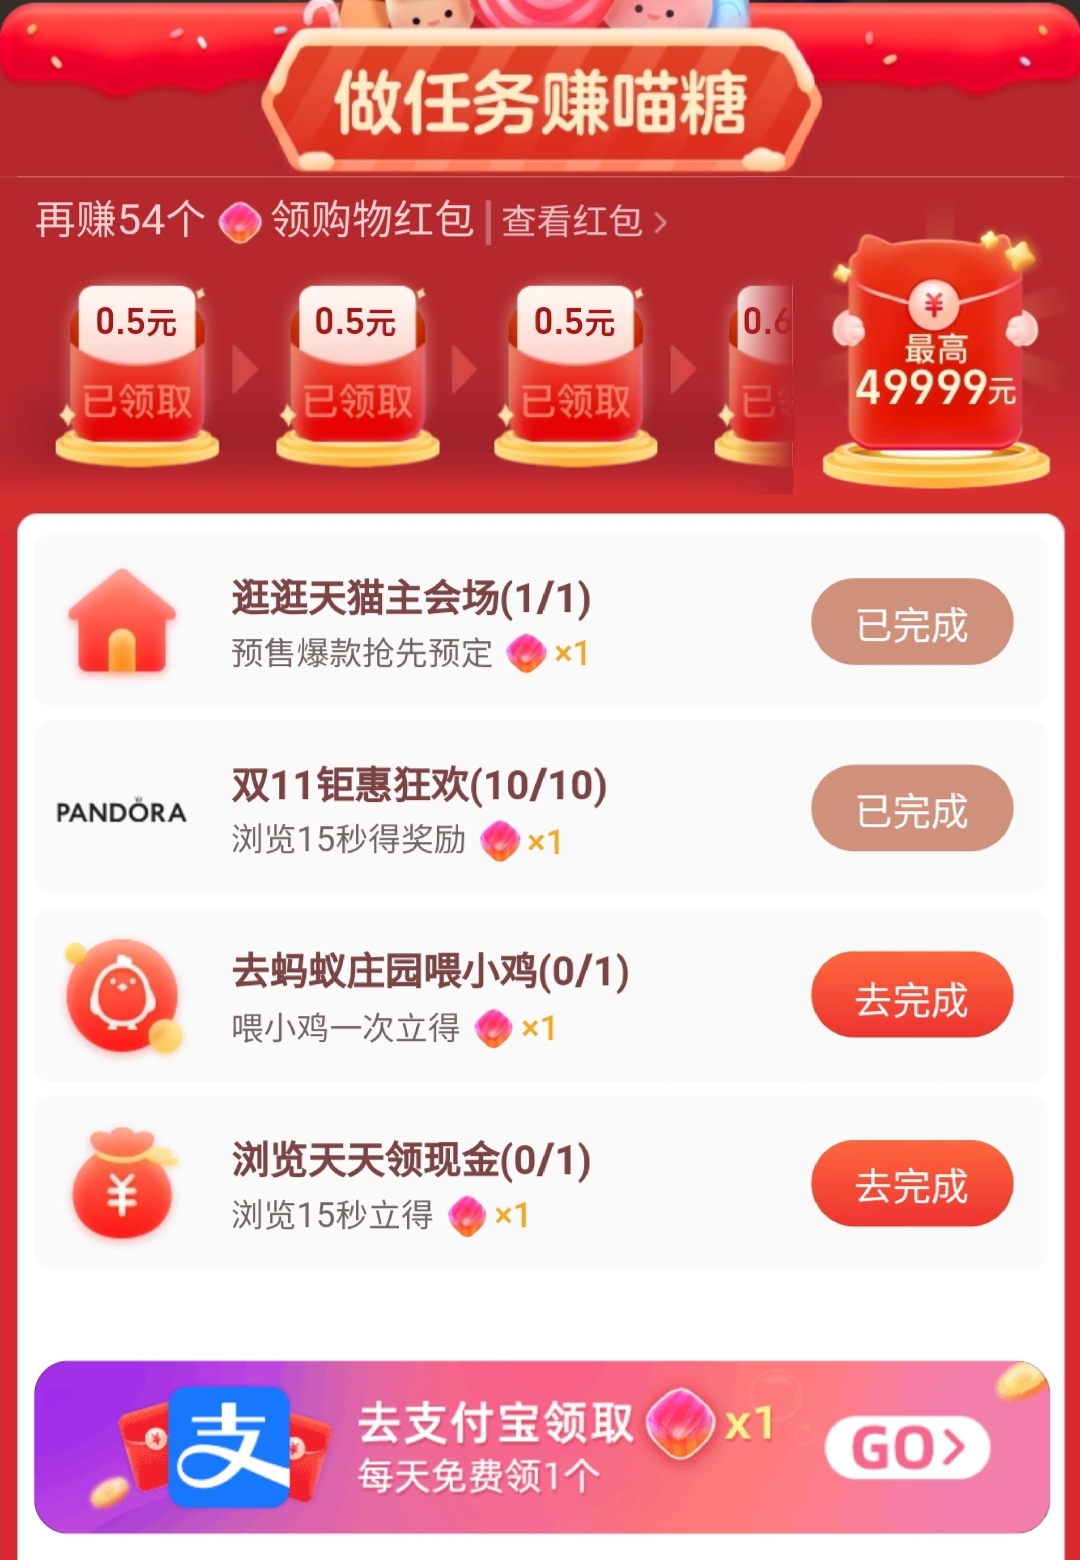 做任务赚喵糖
再赚54个 领购物红包 | 查看红包 >
0.5元 0.5元 0.5元 0.6
已领取 已领取 已领取 已
¥
最高
49999元
逛逛天猫主会场(1/1)
预售爆款抢先预定 ×1
已完成
PANDORA
双11钜惠狂欢(10/10)
浏览15秒得奖励 ×1
已完成
去蚂蚁庄园喂小鸡(0/1)
喂小鸡一次立得 ×1
去完成
¥
浏览天天领现金(0/1)
浏览15秒立得 ×1
去完成
支
去支付宝领取 x1
每天免费领1个
GO >